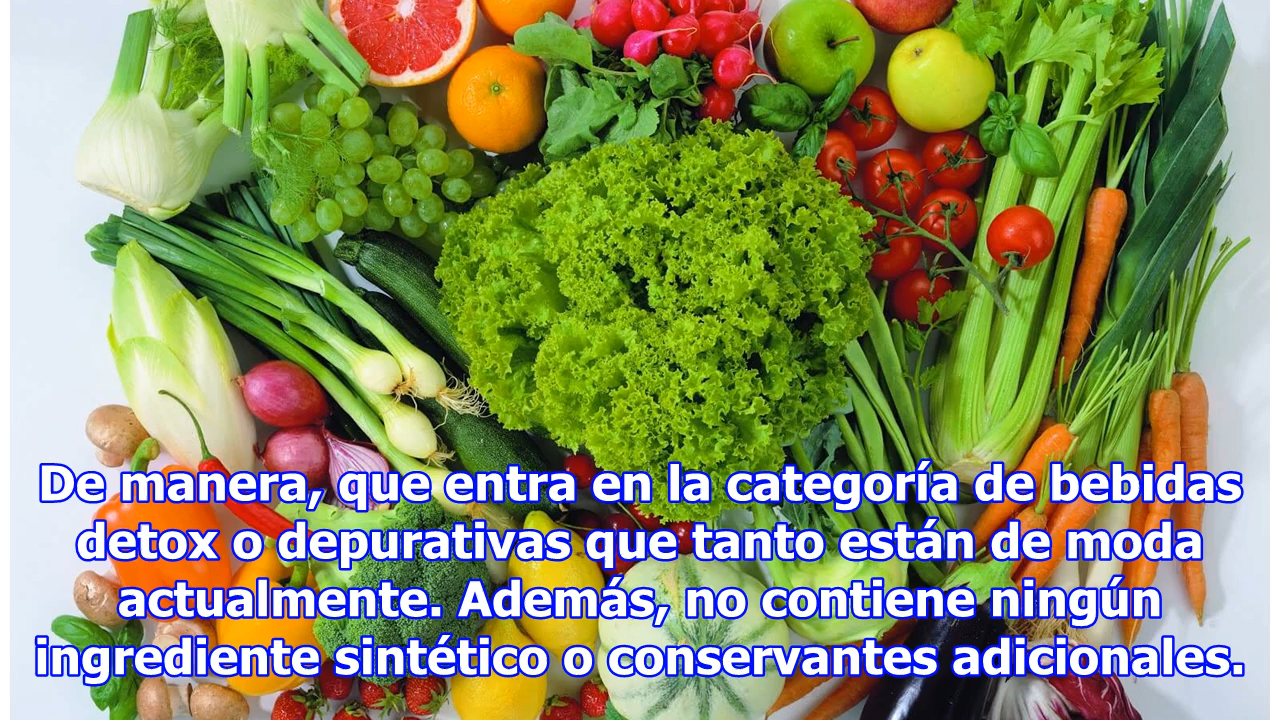 De manera, que entra en la categoría de bebidas
detox o depurativas que tanto están de moda
actualmente. Además, no contiene ningún
ingrediente sintético o conservantes adicionales.